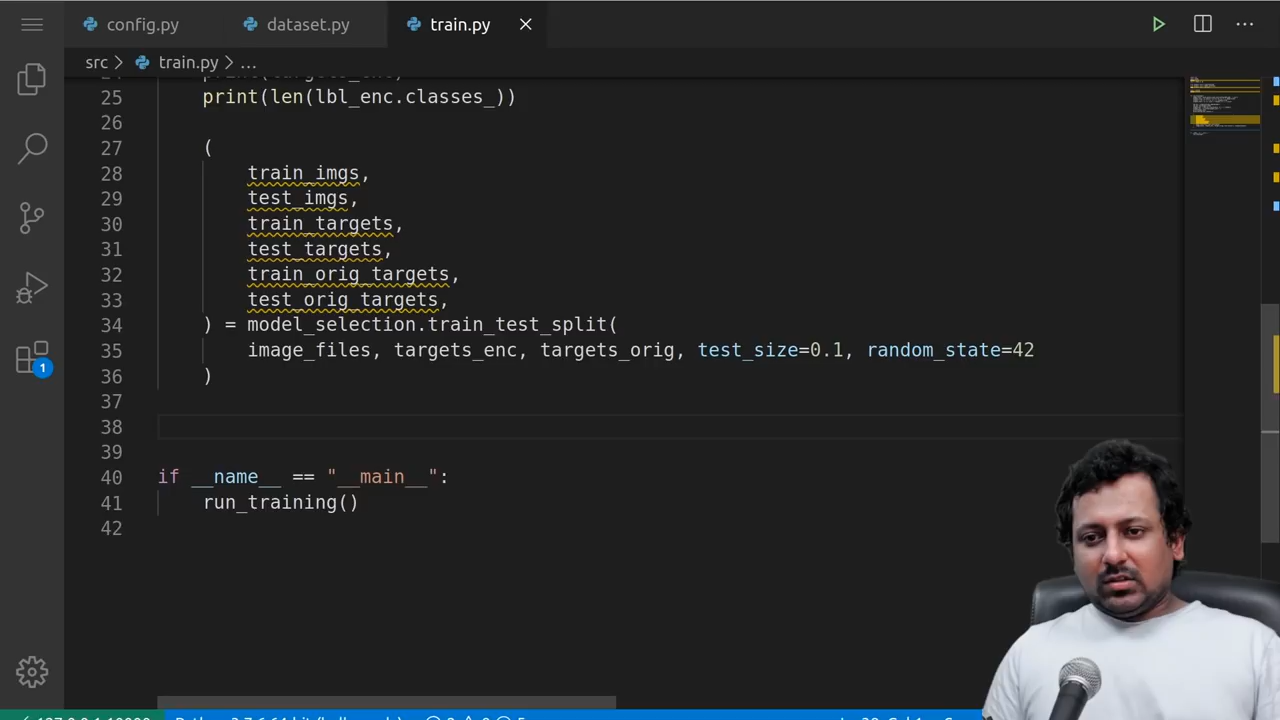 config.py
dataset.py
train.py
src
train.py
...
25 print(len(lbl_enc.classes_))
26
27 (
28 train_imgs,
29 test_imgs,
30 train_targets,
31 test_targets,
32 train_orig_targets,
33 test_orig_targets,
34 ) = model_selection.train_test_split(
35 image_files, targets_enc, targets_orig, test_size=0.1, random_state=42
36 )
37
38
39
40 if __name__ == "__main__":
41 run_training()
42
1